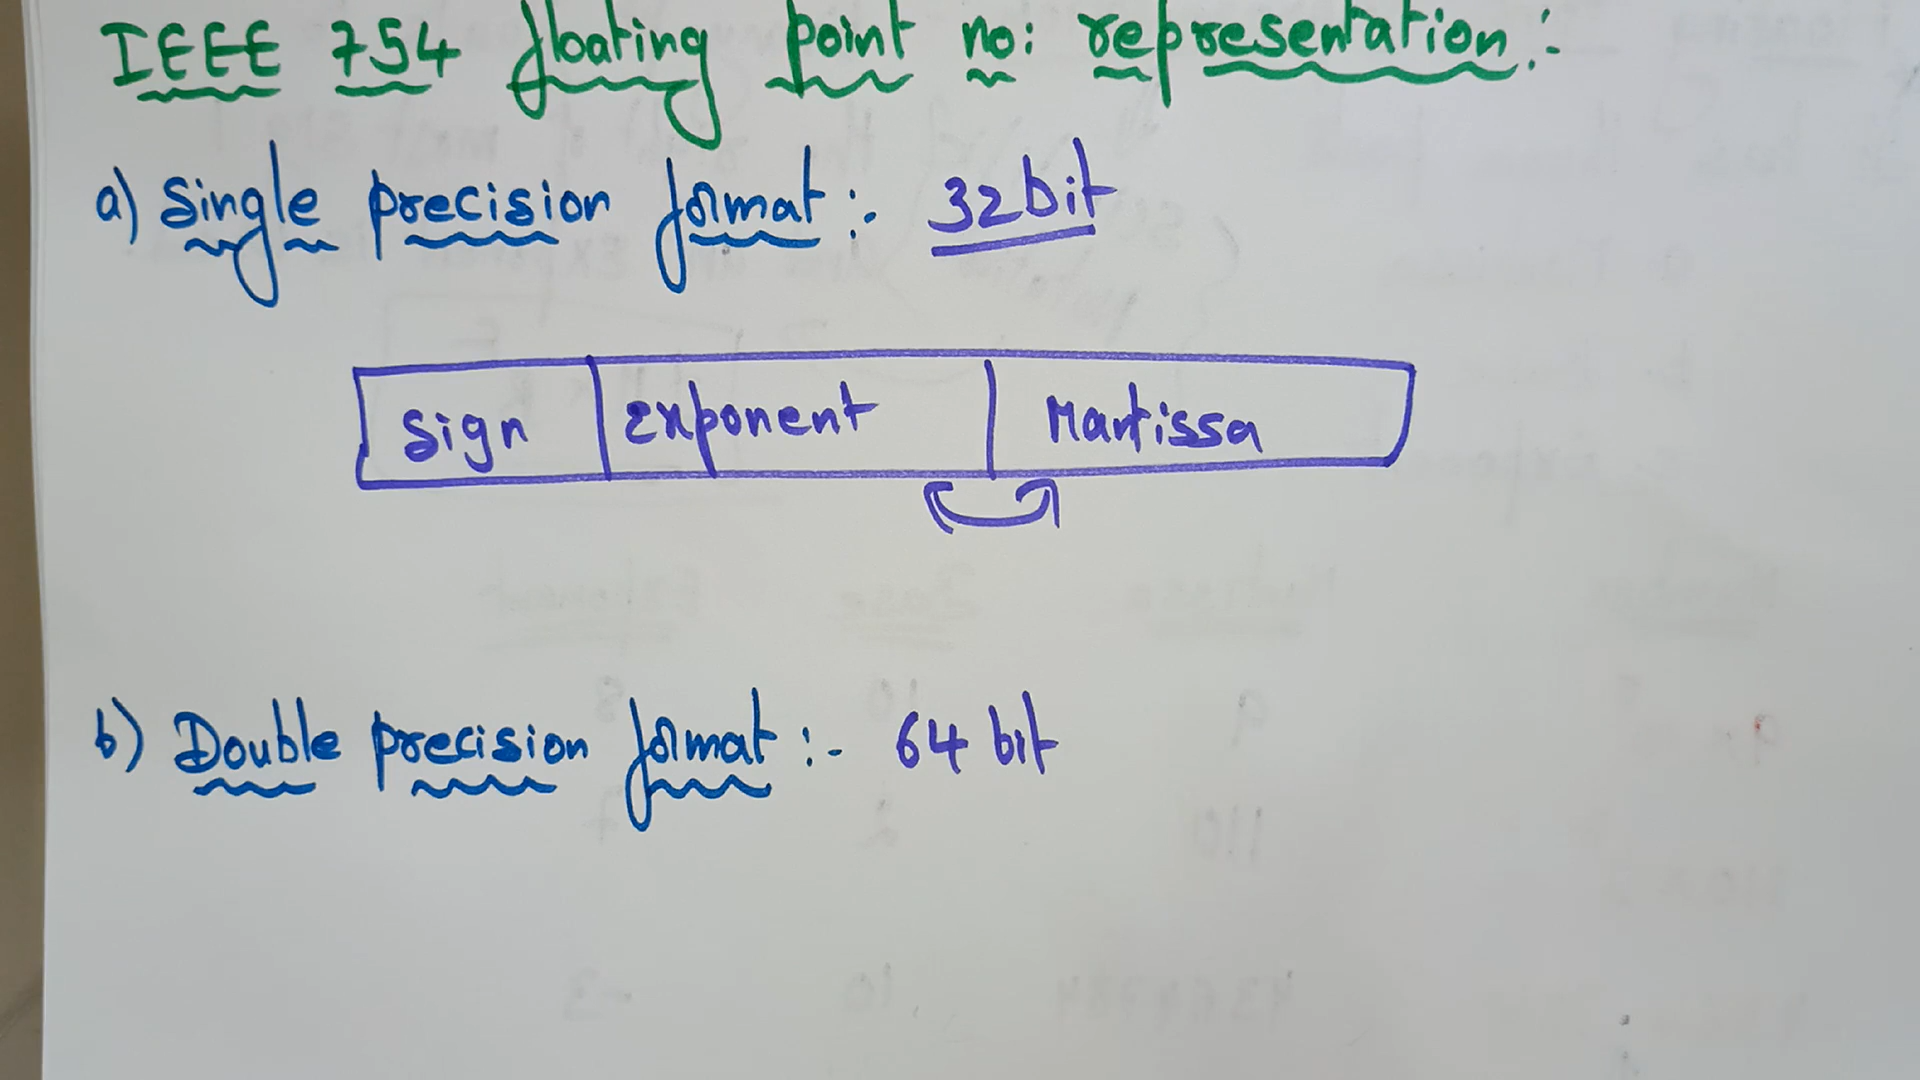 IEEE 754 floating point no: representation:
a) Single precision format:- 32bit
Sign exponent Mantissa
b) Double precision format:- 64 bit